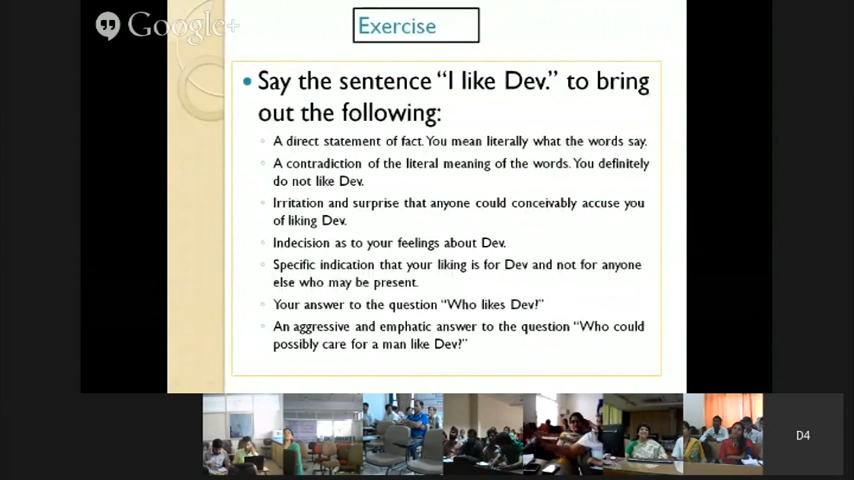 Google+
Exercise
Say the sentence “I like Dev.” to bring
out the following:
A direct statement of fact. You mean literally what the words say.
A contradiction of the literal meaning of the words. You definitely
do not like Dev.
Irritation and surprise that anyone could conceivably accuse you
of liking Dev.
Indecision as to your feelings about Dev.
Specific indication that your liking is for Dev and not for anyone
else who may be present.
Your answer to the question “Who likes Dev?”
An aggressive and emphatic answer to the question “Who could
possibly care for a man like Dev?”
D4